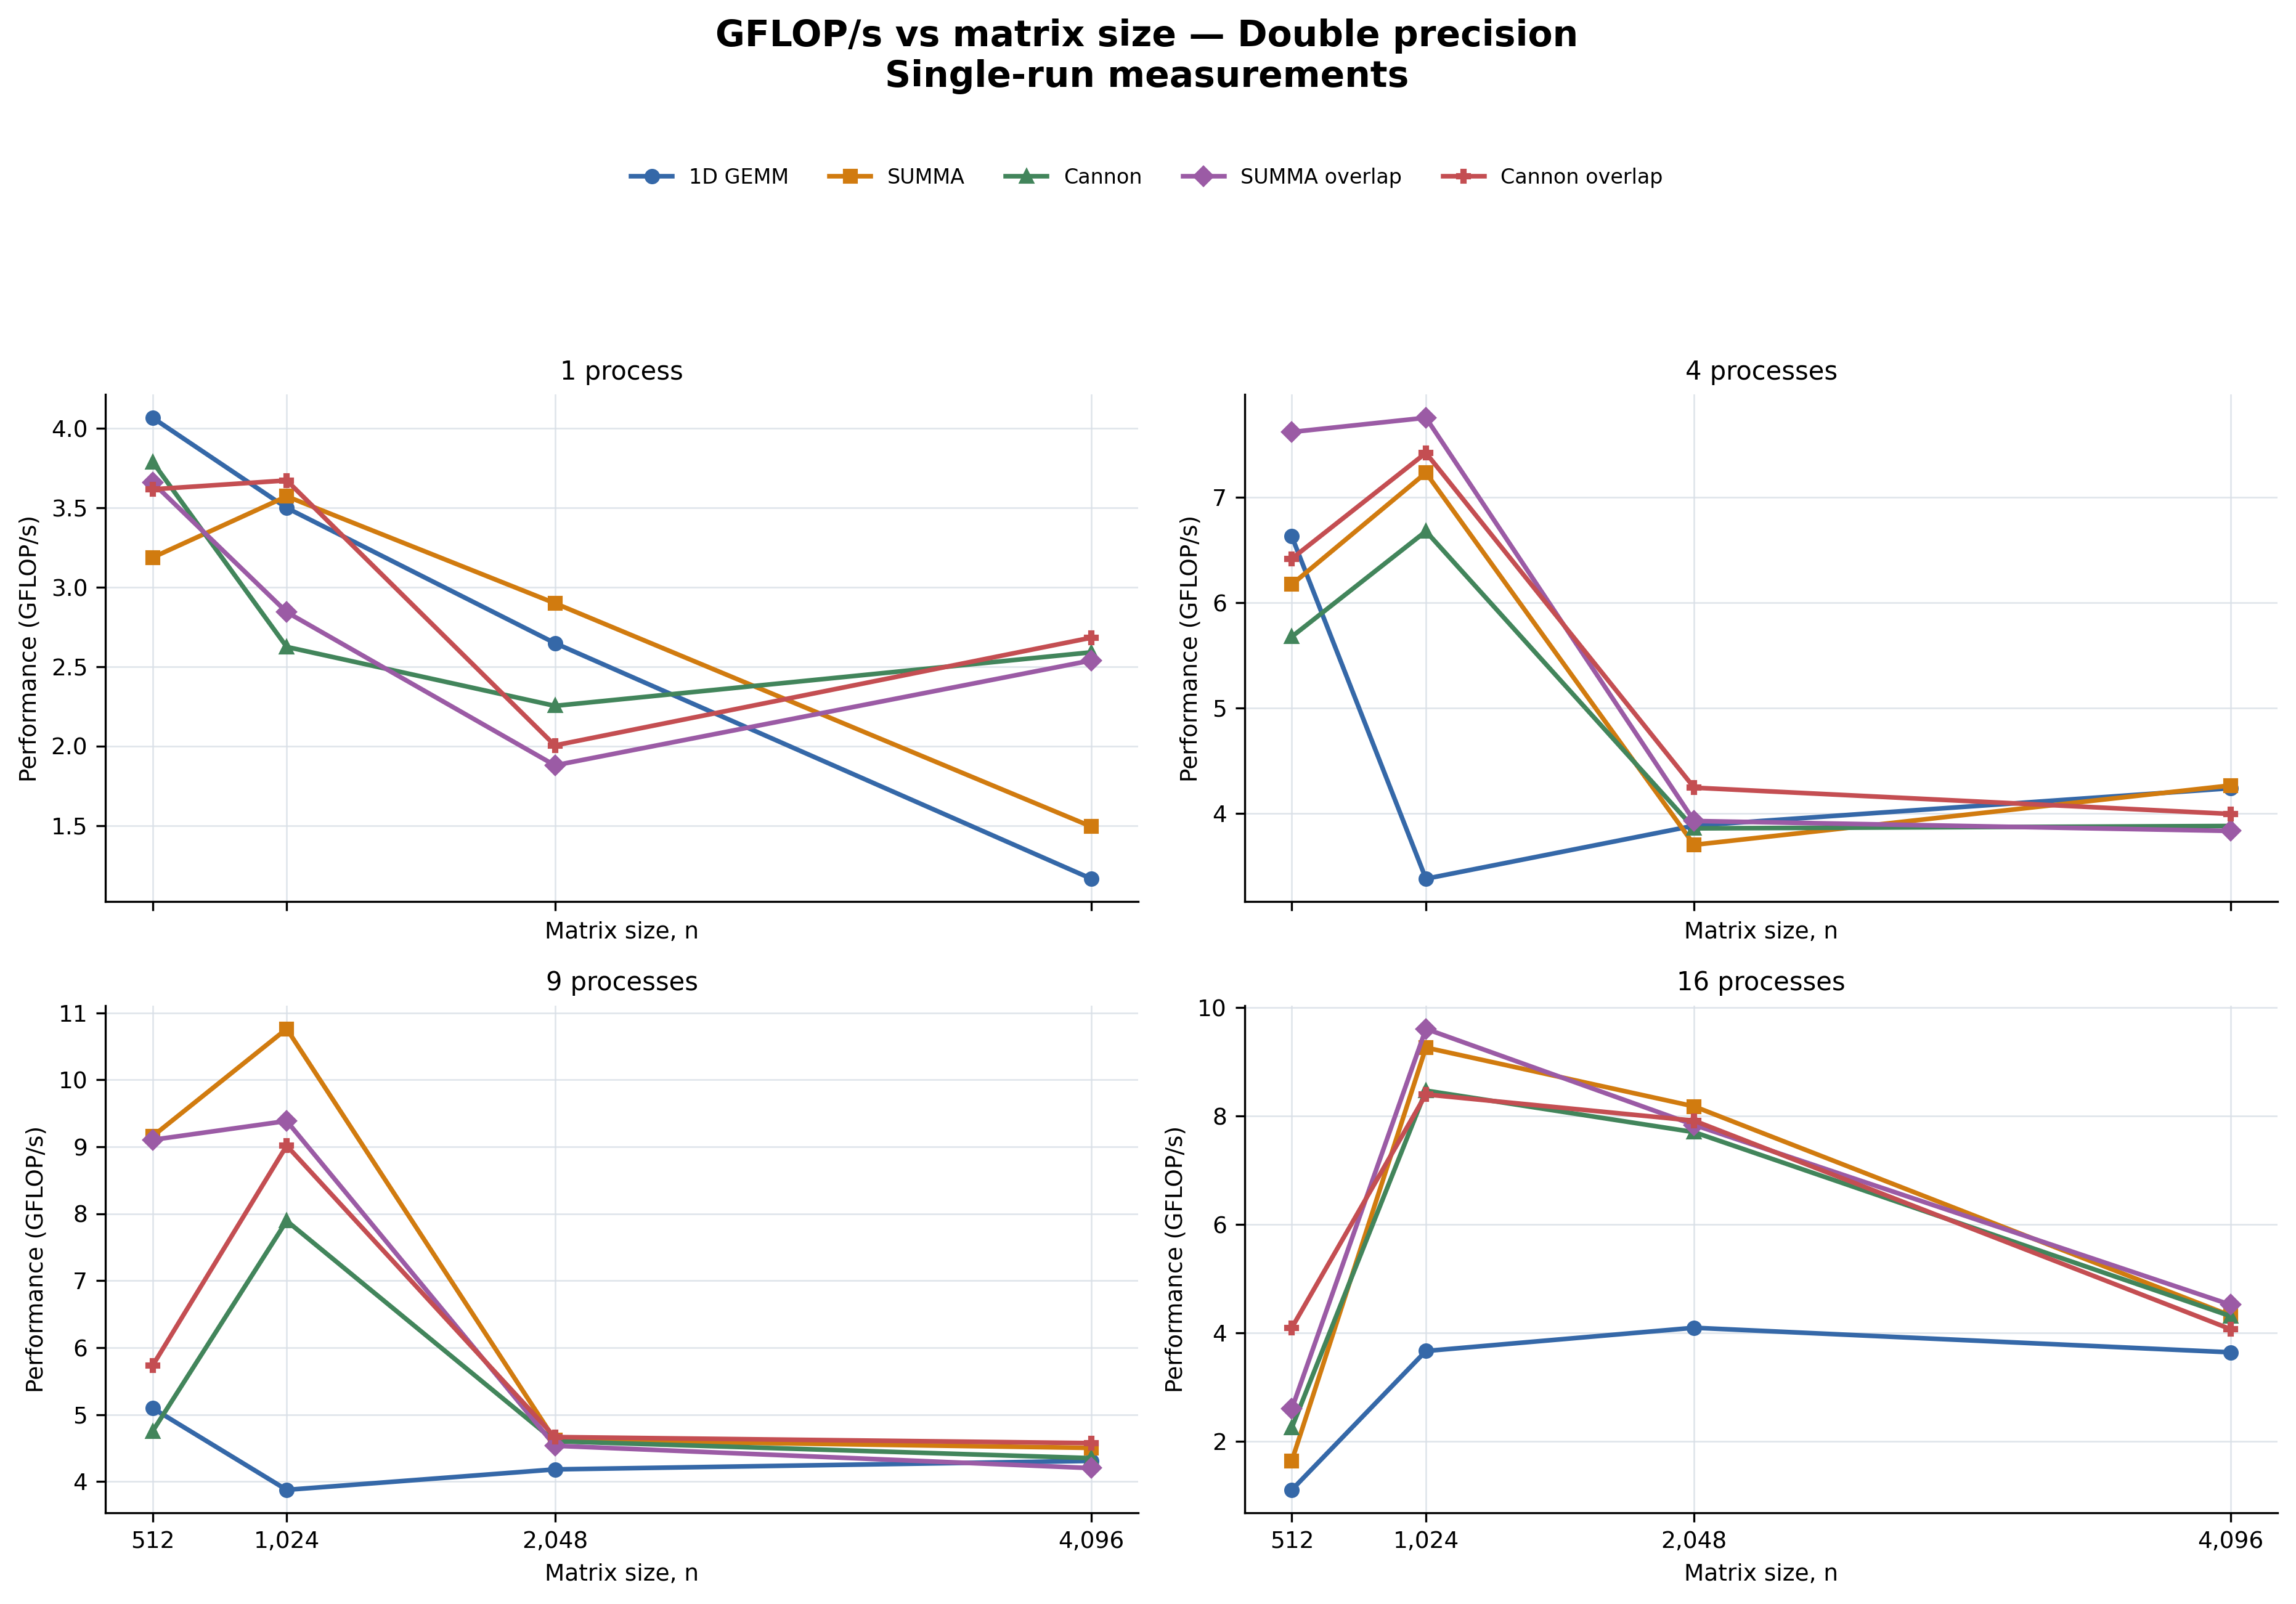 GFLOP/s vs matrix size — Double precision
Single-run measurements
1D GEMM SUMMA Cannon SUMMA overlap Cannon overlap
1 process
4.0
3.5
3.0
2.5
2.0
1.5
Performance (GFLOP/s)
Matrix size, n
4 processes
7
6
5
4
Performance (GFLOP/s)
Matrix size, n
9 processes
11
10
9
8
7
6
5
4
Performance (GFLOP/s)
512 1,024 2,048 4,096
Matrix size, n
16 processes
10
8
6
4
2
Performance (GFLOP/s)
512 1,024 2,048 4,096
Matrix size, n